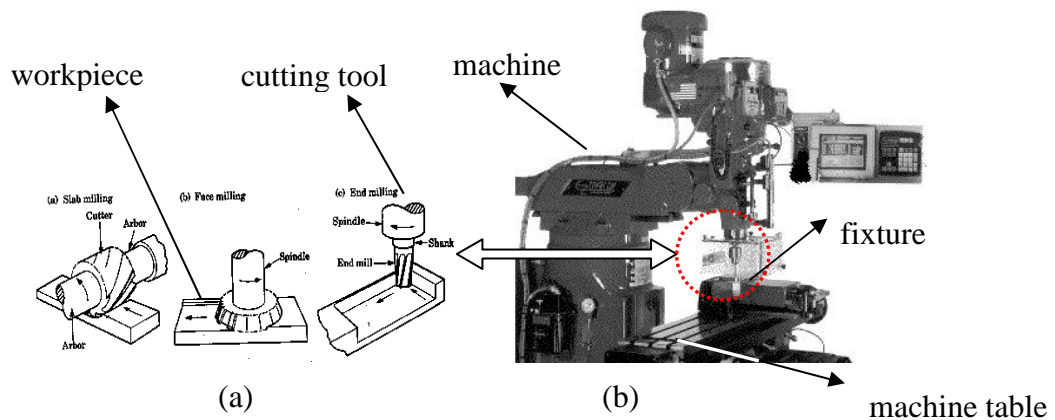 workpiece
cutting tool
machine
(a) Slab milling
Cutter
Arbor
Arbor
(b) Face milling
Spindle
(c) End milling
Spindle
Shank
End mill
fixture
machine table
(a)
(b)